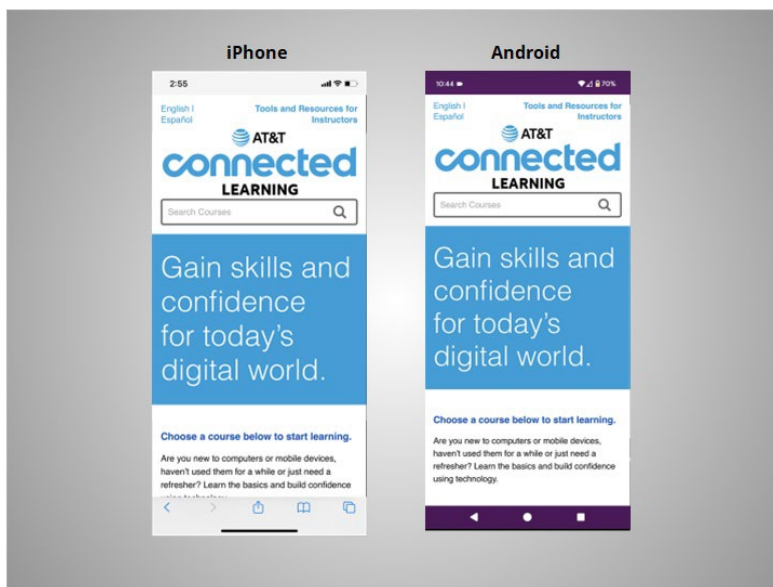 iPhone
2:55
English |
Español
Tools and Resources for
Instructors
AT&T
connected
LEARNING
Search Courses
Gain skills and
confidence
for today's
digital world.
Choose a course below to start learning.
Are you new to computers or mobile devices,
haven't used them for a while or just need a
refresher? Learn the basics and build confidence
using technology.
Android
10:44
70%
English |
Español
Tools and Resources for
Instructors
AT&T
connected
LEARNING
Search Courses
Gain skills and
confidence
for today's
digital world.
Choose a course below to start learning.
Are you new to computers or mobile devices,
haven't used them for a while or just need a
refresher? Learn the basics and build confidence
using technology.